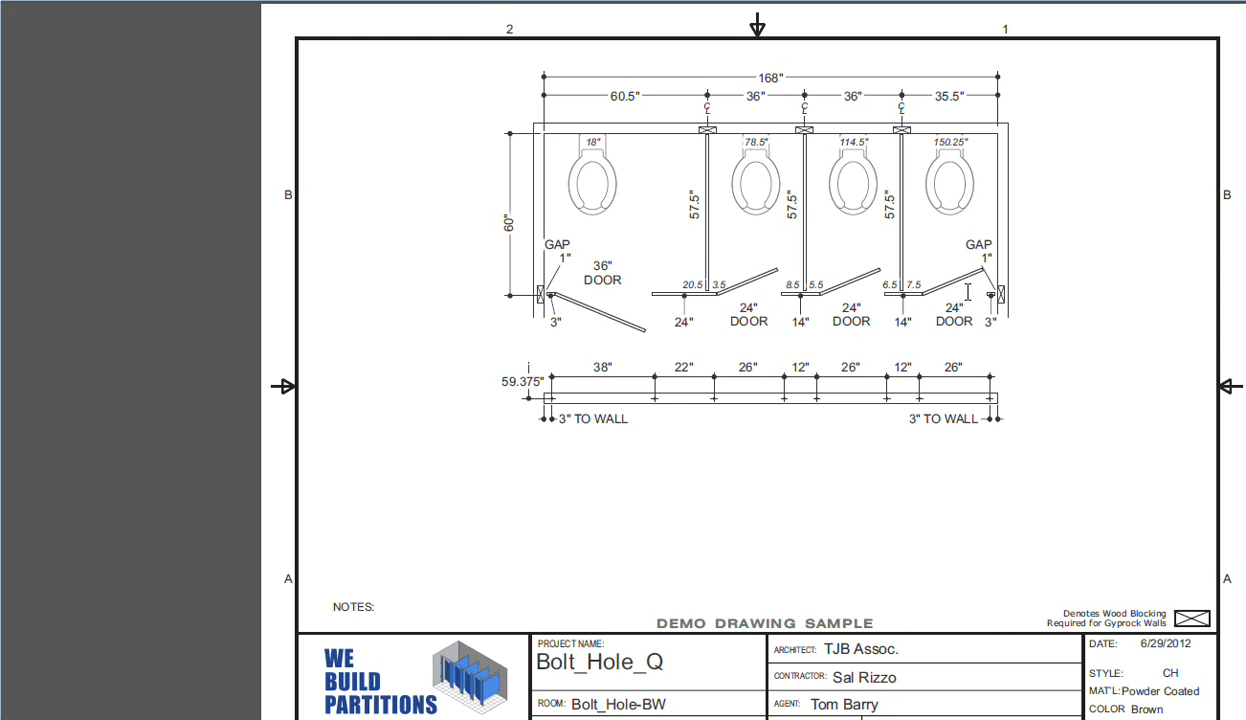 2
1
168"
60.5"
36"
36"
35.5"
C L
C L
C L
18"
78.5"
114.5"
150.25"
B
B
57.5"
57.5"
57.5"
60"
GAP
1"
GAP
1"
36"
DOOR
20.5
3.5
8.5
5.5
6.5
7.5
3"
24"
24"
DOOR
14"
24"
DOOR
14"
24"
DOOR
3"
38"
22"
26"
12"
26"
12"
26"
59.375"
3" TO WALL
3" TO WALL
A
A
NOTES:
DEMO DRAWING SAMPLE
Denotes Wood Blocking
Required for Gyprock Walls
WE
BUILD
PARTITIONS
PROJECT NAME:
Bolt_Hole_Q
ROOM: Bolt_Hole-BW
ARCHITECT: TJB Assoc.
CONTRACTOR: Sal Rizzo
AGENT: Tom Barry
DATE: 6/29/2012
STYLE: CH
MAT'L: Powder Coated
COLOR Brown